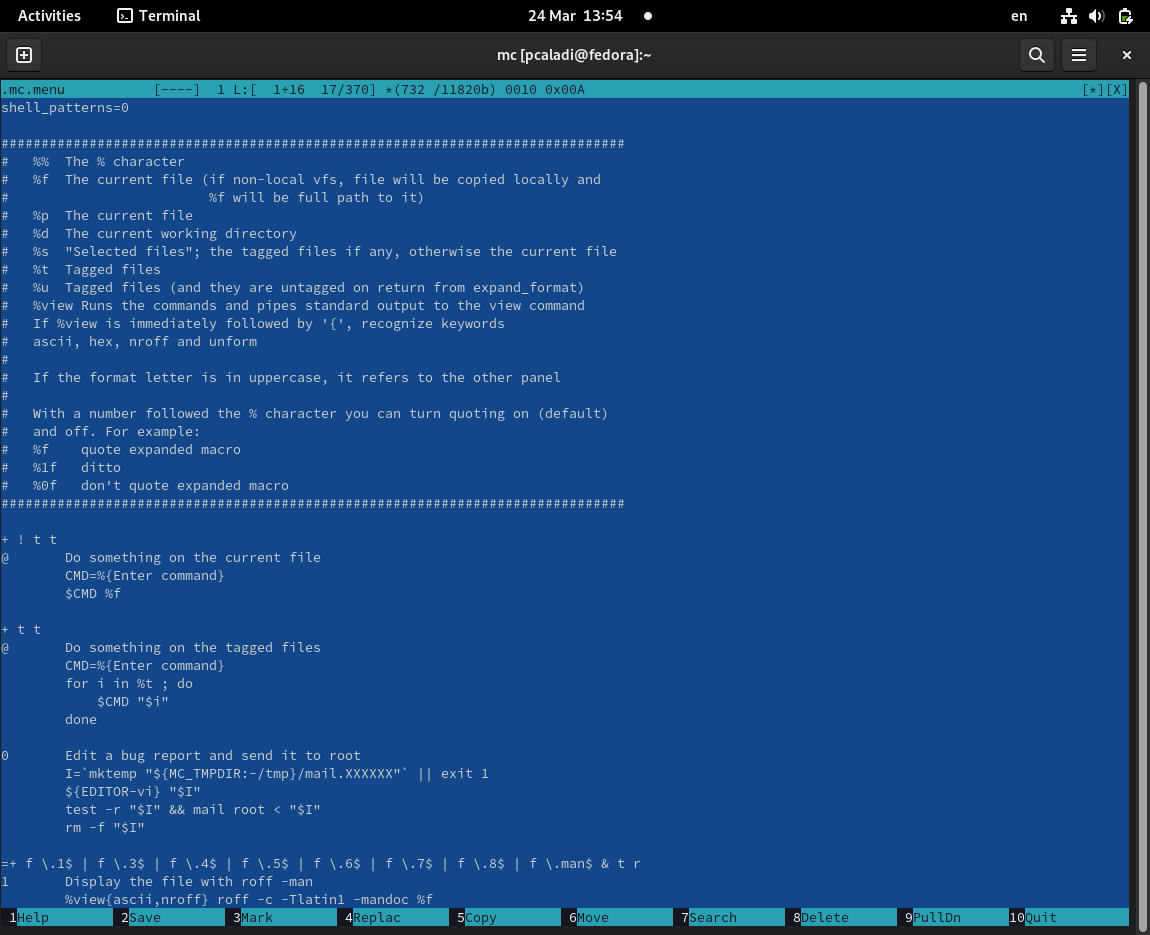 Activities Terminal 24 Mar 13:54 en
mc [pcaladi@fedora]:~
.mc.menu [----] 1 L:[ 1+16 17/370] *(732 /11820b) 0010 0x00A [*][X]
shell_patterns=0
##############################################################################
# %% The % character
# %f The current file (if non-local vfs, file will be copied locally and
# %f will be full path to it)
# %p The current file
# %d The current working directory
# %s "Selected files"; the tagged files if any, otherwise the current file
# %t Tagged files
# %u Tagged files (and they are untagged on return from expand_format)
# %view Runs the commands and pipes standard output to the view command
# If %view is immediately followed by '{', recognize keywords
# ascii, hex, nroff and unform
#
# If the format letter is in uppercase, it refers to the other panel
#
# With a number followed the % character you can turn quoting on (default)
# and off. For example:
# %f quote expanded macro
# %1f ditto
# %0f don't quote expanded macro
##############################################################################
+ ! t t
@ Do something on the current file
CMD=%{Enter command}
$CMD %f
+ t t
@ Do something on the tagged files
CMD=%{Enter command}
for i in %t ; do
$CMD "$i"
done
0 Edit a bug report and send it to root
I=`mktemp "${MC_TMPDIR:-/tmp}/mail.XXXXXX"` || exit 1
${EDITOR-vi} "$I"
test -r "$I" && mail root < "$I"
rm -f "$I"
=+ f \.1$ | f \.3$ | f \.4$ | f \.5$ | f \.6$ | f \.7$ | f \.8$ | f \.man$ & t r
1 Display the file with roff -man
%view{ascii,nroff} roff -c -Tlatin1 -mandoc %f
1Help 2Save 3Mark 4Replac 5Copy 6Move 7Search 8Delete 9PullDn 10Quit